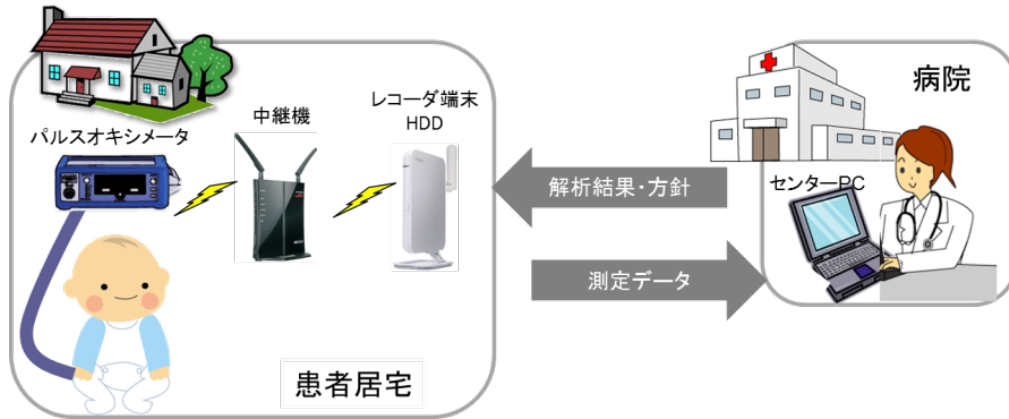 パルスオキシメータ
中継機
レコーダ端末
HDD
患者居宅
解析結果・方針
測定データ
病院
センターPC